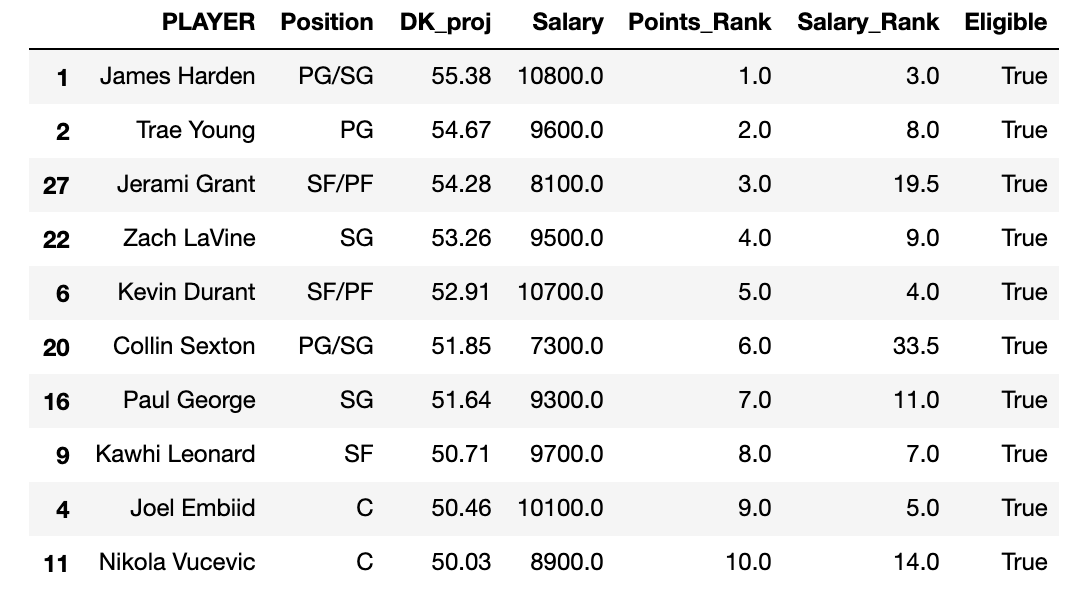 PLAYER Position DK_proj Salary Points_Rank Salary_Rank Eligible
1 James Harden PG/SG 55.38 10800.0 1.0 3.0 True
2 Trae Young PG 54.67 9600.0 2.0 8.0 True
27 Jerami Grant SF/PF 54.28 8100.0 3.0 19.5 True
22 Zach LaVine SG 53.26 9500.0 4.0 9.0 True
6 Kevin Durant SF/PF 52.91 10700.0 5.0 4.0 True
20 Collin Sexton PG/SG 51.85 7300.0 6.0 33.5 True
16 Paul George SG 51.64 9300.0 7.0 11.0 True
9 Kawhi Leonard SF 50.71 9700.0 8.0 7.0 True
4 Joel Embiid C 50.46 10100.0 9.0 5.0 True
11 Nikola Vucevic C 50.03 8900.0 10.0 14.0 True